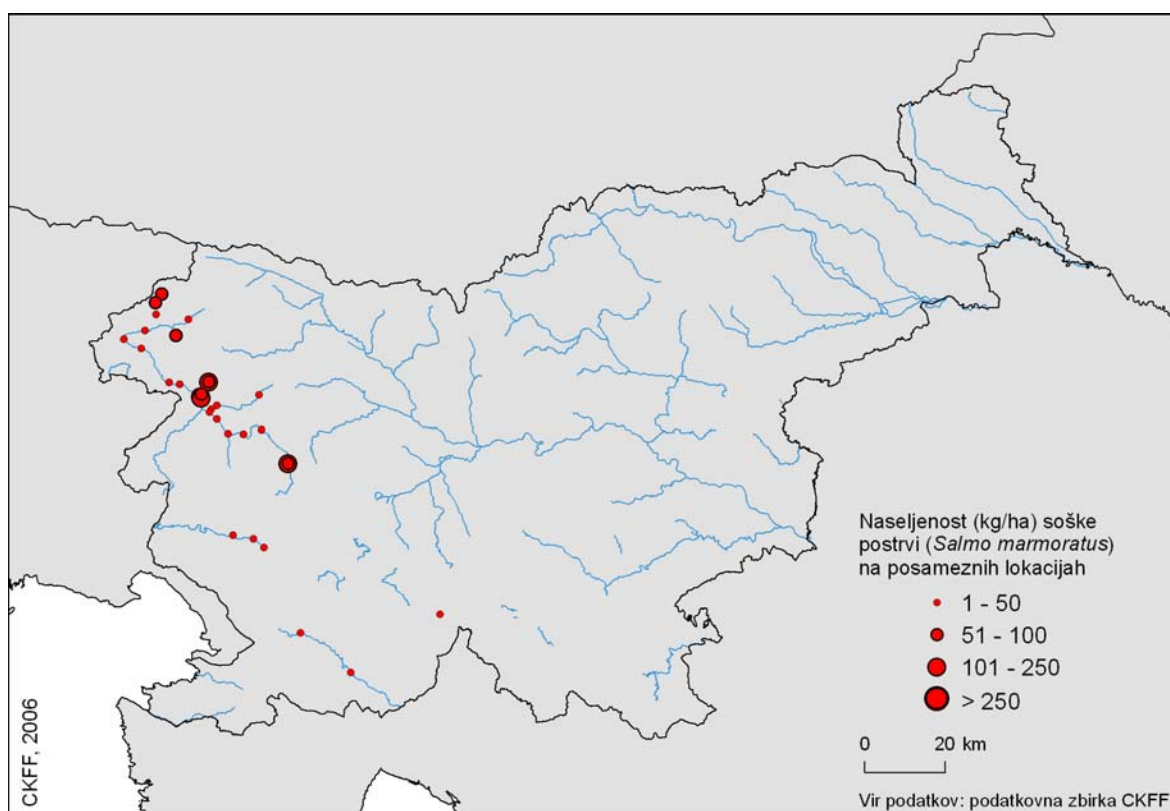 Naseljenost (kg/ha) soške
postrvi (Salmo marmoratus)
na posameznih lokacijah
1 - 50
51 - 100
101 - 250
> 250
0 20 km
Vir podatkov: podatkovna zbirka CKFF
CKFF, 2006